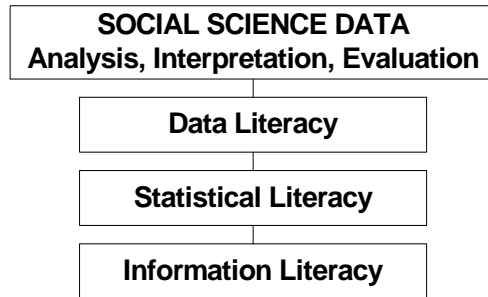 SOCIAL SCIENCE DATA
Analysis, Interpretation, Evaluation
Data Literacy
Statistical Literacy
Information Literacy